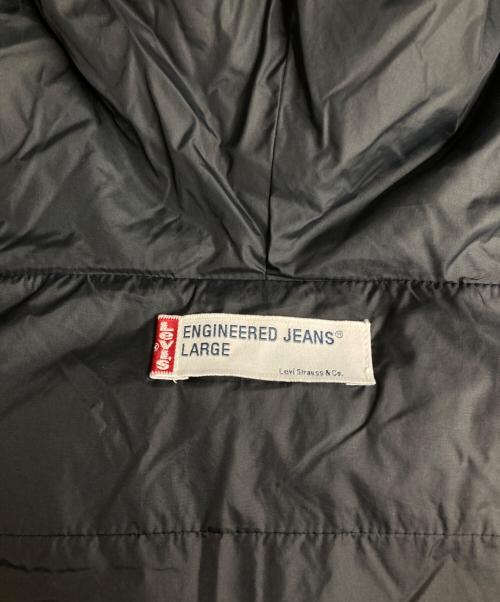 Levi's®
ENGINEERED JEANS®
LARGE
Levi Strauss & Co.